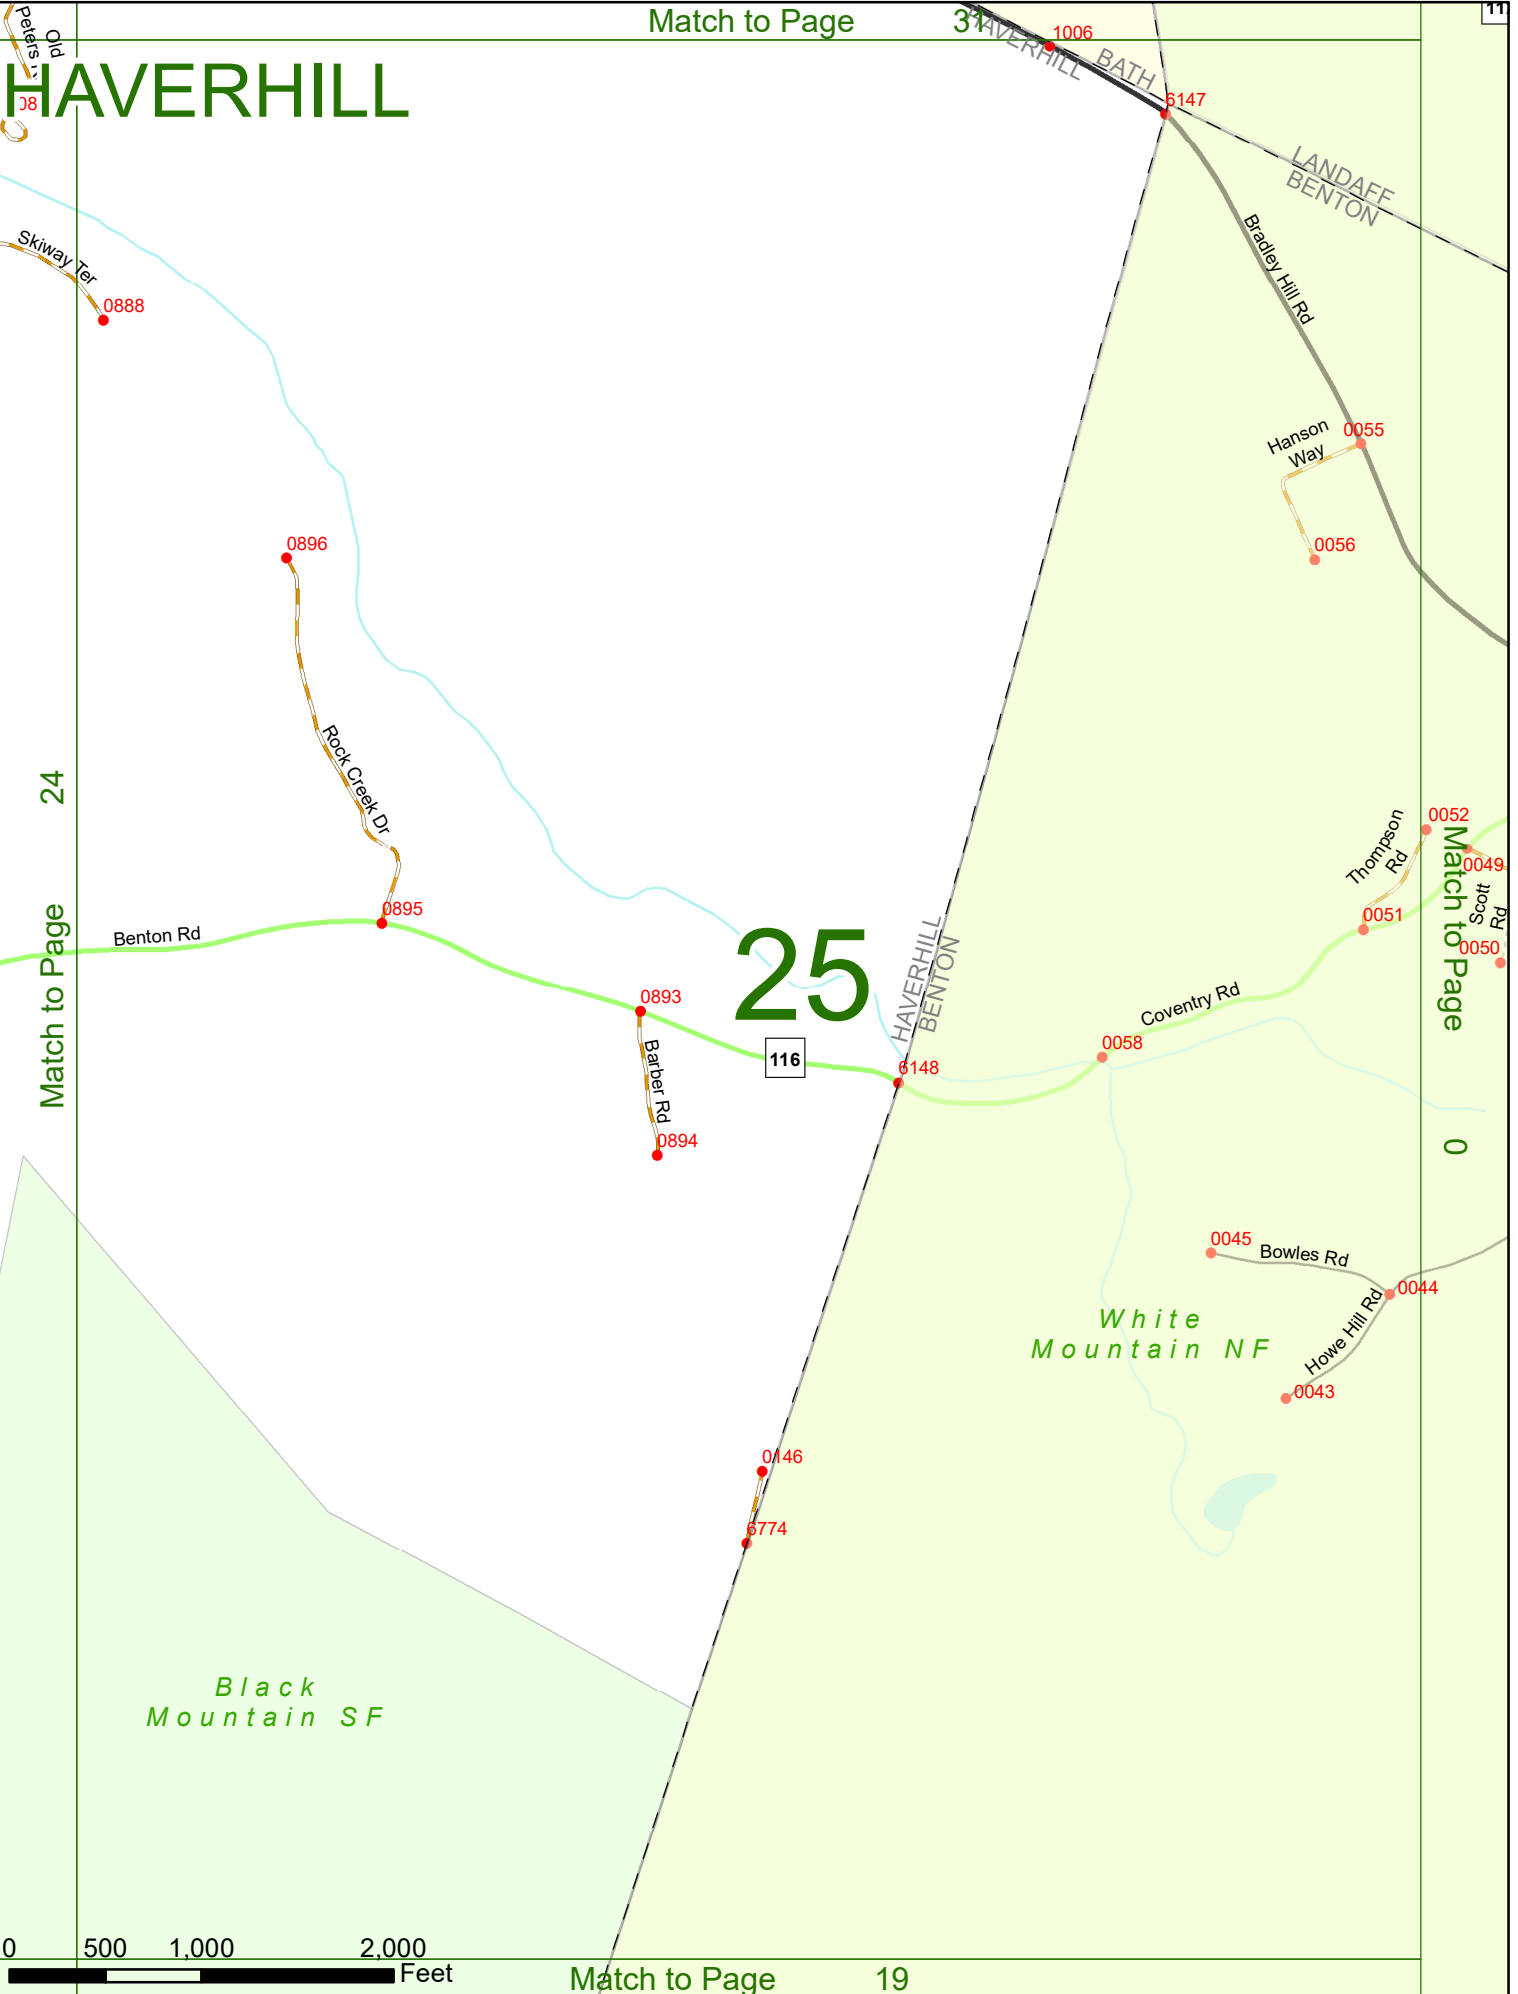 Match to Page 31
11
Old
Peters
HAVERHILL
08
1006
HAVERHILL
BATH
6147
LANDAFF
BENTON
Skiway Ter
0888
Bradley Hill Rd
Hanson
Way
0055
0056
0896
Rock Creek Dr
Match to Page 24
0895
Benton Rd
0893
Barber Rd
0894
25
116
HAVERHILL
BENTON
6148
0058
Coventry Rd
Thompson
Rd
0052
0051
0049
Scott
Rd
0050
Match to Page 0
0045
Bowles Rd
0044
Howe Hill Rd
0043
White
Mountain NF
0146
6774
Black
Mountain SF
0 500 1,000 2,000
Feet
Match to Page 19